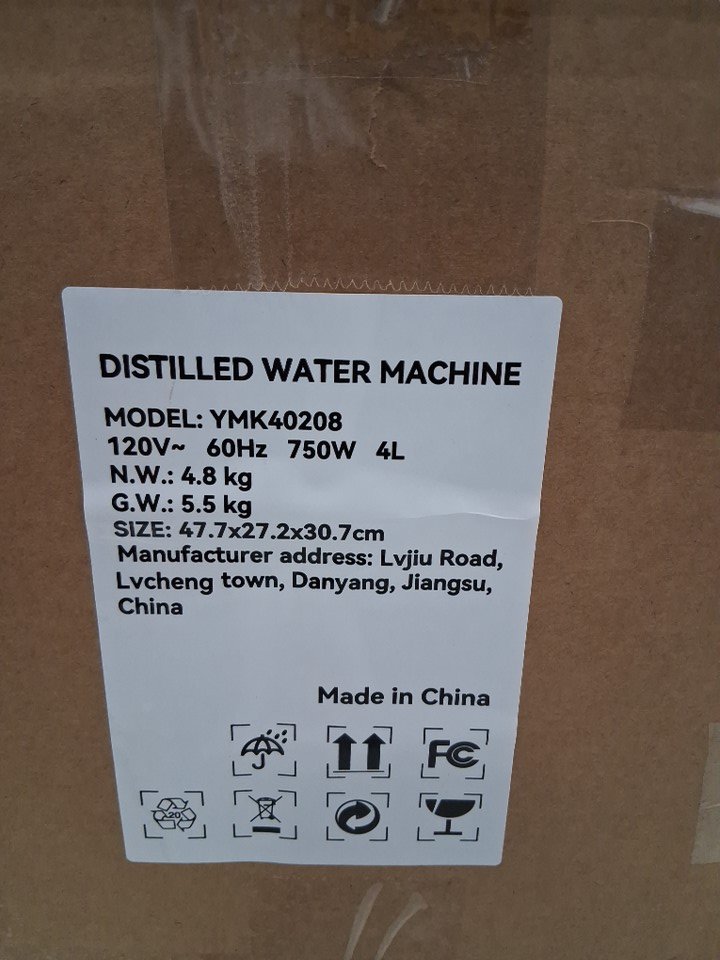 DISTILLED WATER MACHINE
MODEL: YMK40208
120V~ 60Hz 750W 4L
N.W.: 4.8 kg
G.W.: 5.5 kg
SIZE: 47.7x27.2x30.7cm
Manufacturer address: Lvjiu Road,
Lvcheng town, Danyang, Jiangsu,
China
Made in China
FC
20